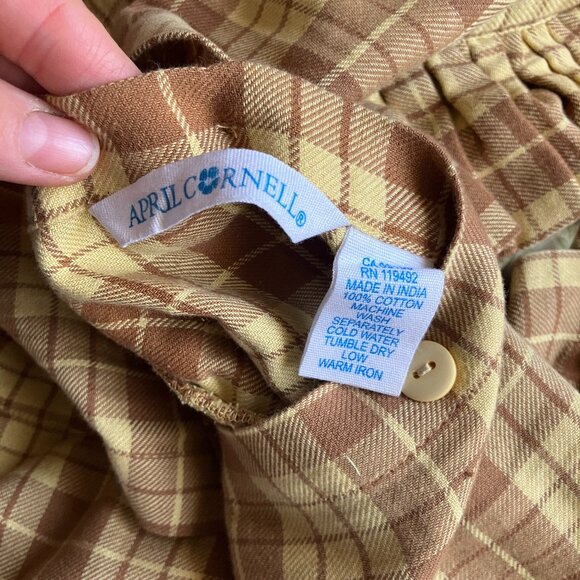 APRIL CORNELL®
RN 119492
MADE IN INDIA
100% COTTON
MACHINE
WASH
SEPARATELY
COLD WATER
TUMBLE DRY
LOW
WARM IRON